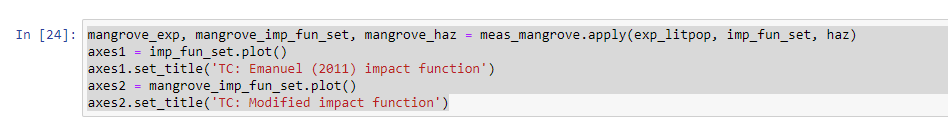 In [24]: mangrove_exp, mangrove_imp_fun_set, mangrove_haz = meas_mangrove.apply(exp_litpop, imp_fun_set, haz)
axes1 = imp_fun_set.plot()
axes1.set_title('TC: Emanuel (2011) impact function')
axes2 = mangrove_imp_fun_set.plot()
axes2.set_title('TC: Modified impact function')